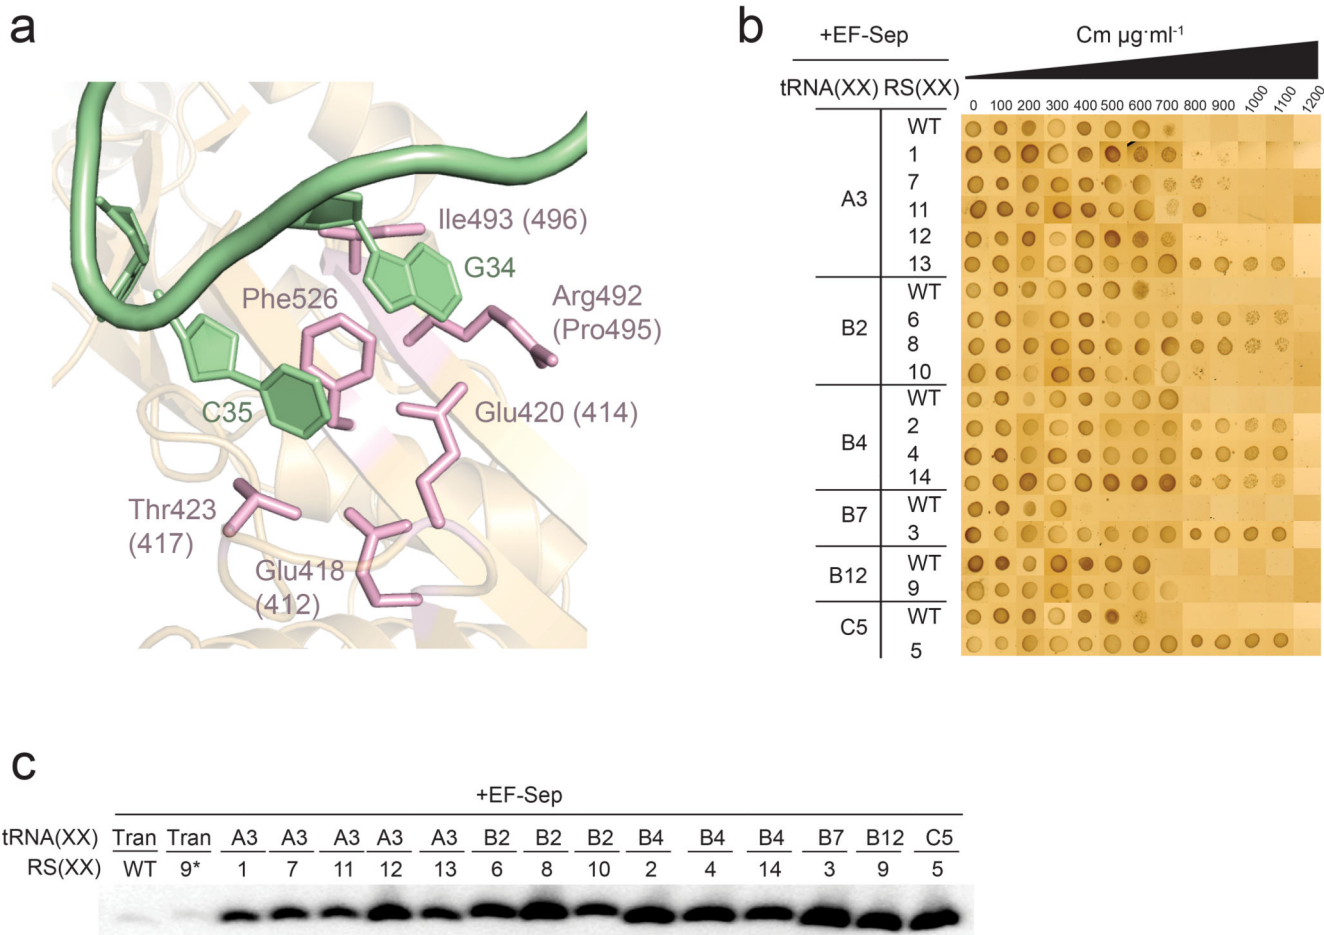 a
Ile493 (496)
G34
Phe526
Arg492
(Pro495)
C35
Glu420 (414)
Thr423
(417)
Glu418
(412)
b
+EF-Sep
Cm µg·ml⁻¹
tRNA(XX) RS(XX)
0 100 200 300 400 500 600 700 800 900 1000 1100 1200
A3
WT
1
7
11
12
13
B2
WT
6
8
10
B4
WT
2
4
14
B7
WT
3
B12
WT
9
C5
WT
5
c
+EF-Sep
tRNA(XX) Tran Tran A3 A3 A3 A3 A3 B2 B2 B2 B4 B4 B4 B7 B12 C5
RS(XX) WT 9* 1 7 11 12 13 6 8 10 2 4 14 3 9 5